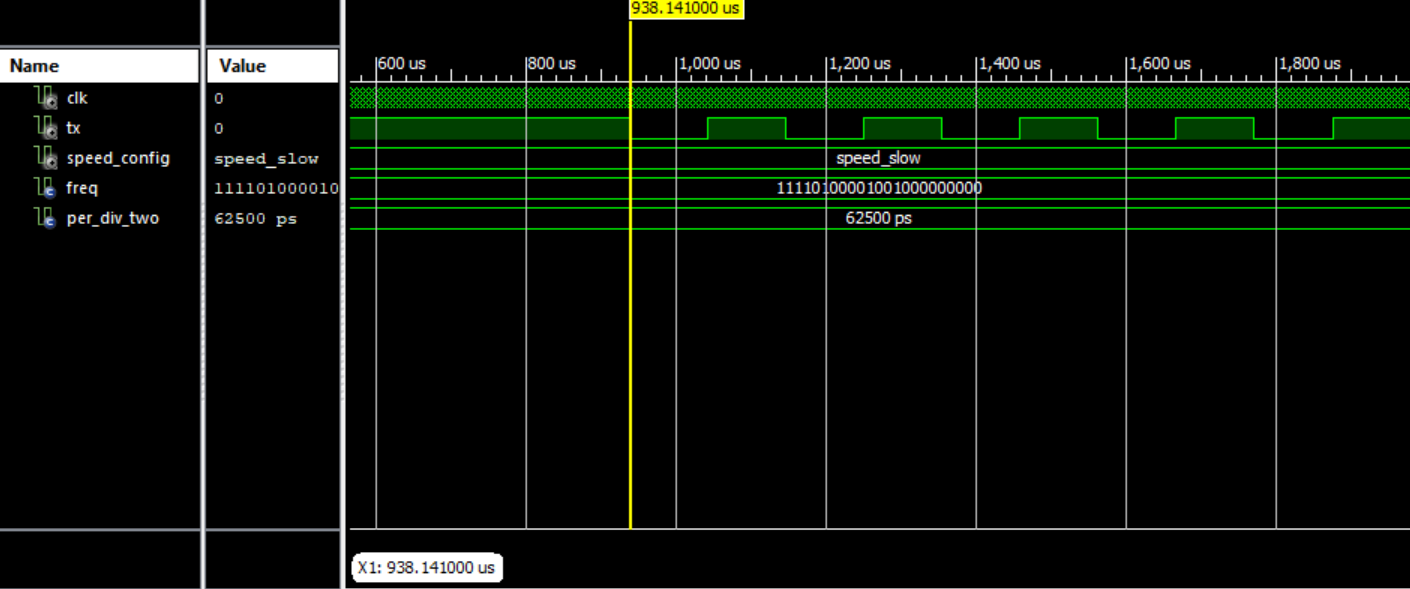 938.141000 us
Name Value
600 us 800 us 1,000 us 1,200 us 1,400 us 1,600 us 1,800 us
clk 0
tx 0
speed_config speed_slow speed_slow
freq 111101000010 11110100001001000000000
per_div_two 62500 ps 62500 ps
X1: 938.141000 us